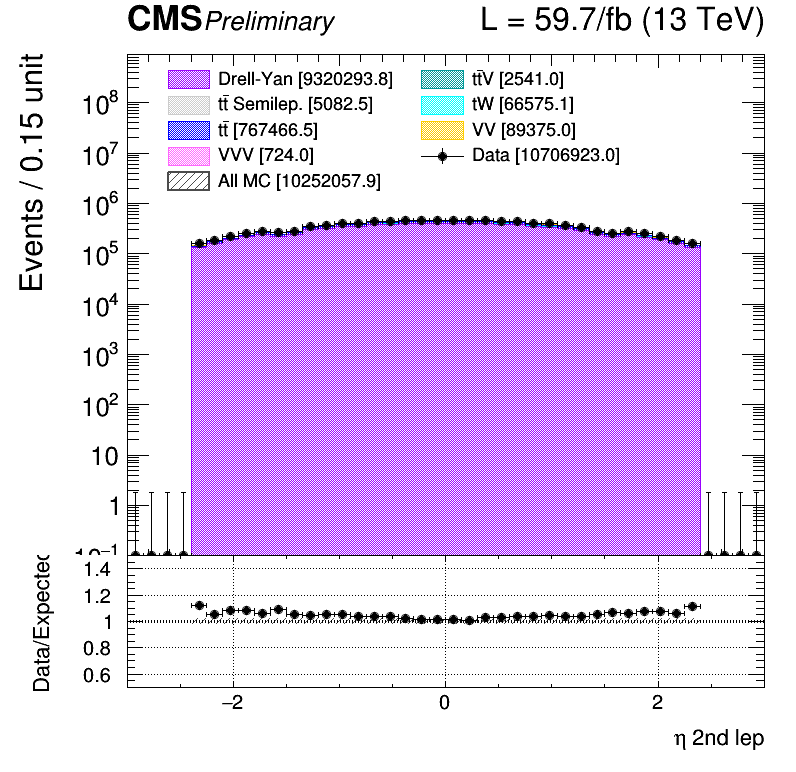 CMS Preliminary L = 59.7/fb (13 TeV)
Events / 0.15 unit
Drell-Yan [9320293.8]
tt̄ Semilep. [5082.5]
tt̄ [767466.5]
VVV [724.0]
All MC [10252057.9]
tt̄V [2541.0]
tW [66575.1]
VV [89375.0]
Data [10706923.0]
10⁸
10⁷
10⁶
10⁵
10⁴
10³
10²
10
1
10⁻¹
Data/Expected
1.4
1.2
1
0.8
0.6
−2 0 2
η 2nd lep